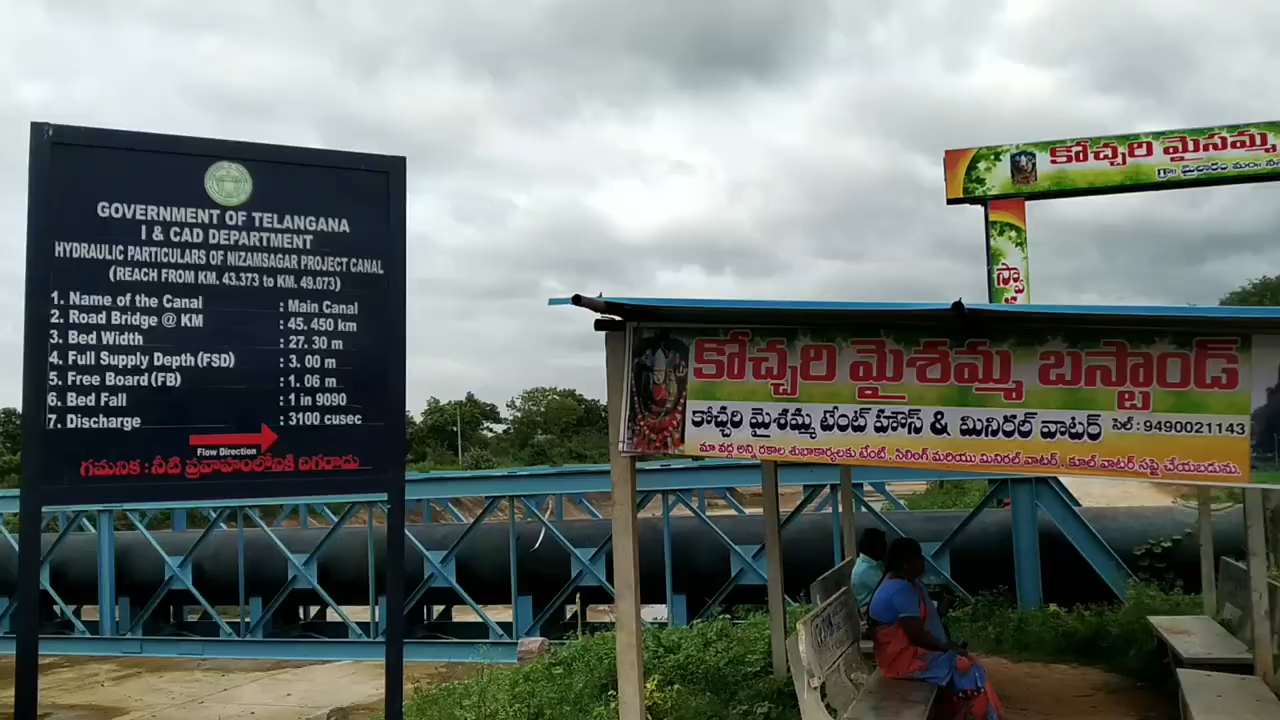 GOVERNMENT OF TELANGANA
I & CAD DEPARTMENT
HYDRAULIC PARTICULARS OF NIZAMSAGAR PROJECT CANAL
(REACH FROM KM. 43.373 to KM. 49.073)
1. Name of the Canal : Main Canal
2. Road Bridge @ KM : 45. 450 km
3. Bed Width : 27. 30 m
4. Full Supply Depth (FSD) : 3. 00 m
5. Free Board (FB) : 1. 06 m
6. Bed Fall : 1 in 9090
7. Discharge : 3100 cusec
Flow Direction
గమనిక : నీటి ప్రవాహంలోనికి దిగరాదు
కోచ్చరి మైసమ్మ
గ్రా॥ మైలారం మం॥
స్వా
కోచ్చరి మైశమ్మ బస్టాండ్
కోచ్చరి మైశమ్మ టేంట్ హౌస్ & మినిరల్ వాటర్ సెల్ : 9490021143
మా వద్ద అన్ని రకాల శుభాకార్యాలకు టేంట్, సిలింగ్ మరియు మినిరల్ వాటర్, కూల్ వాటర్ సప్లై చేయబడును.